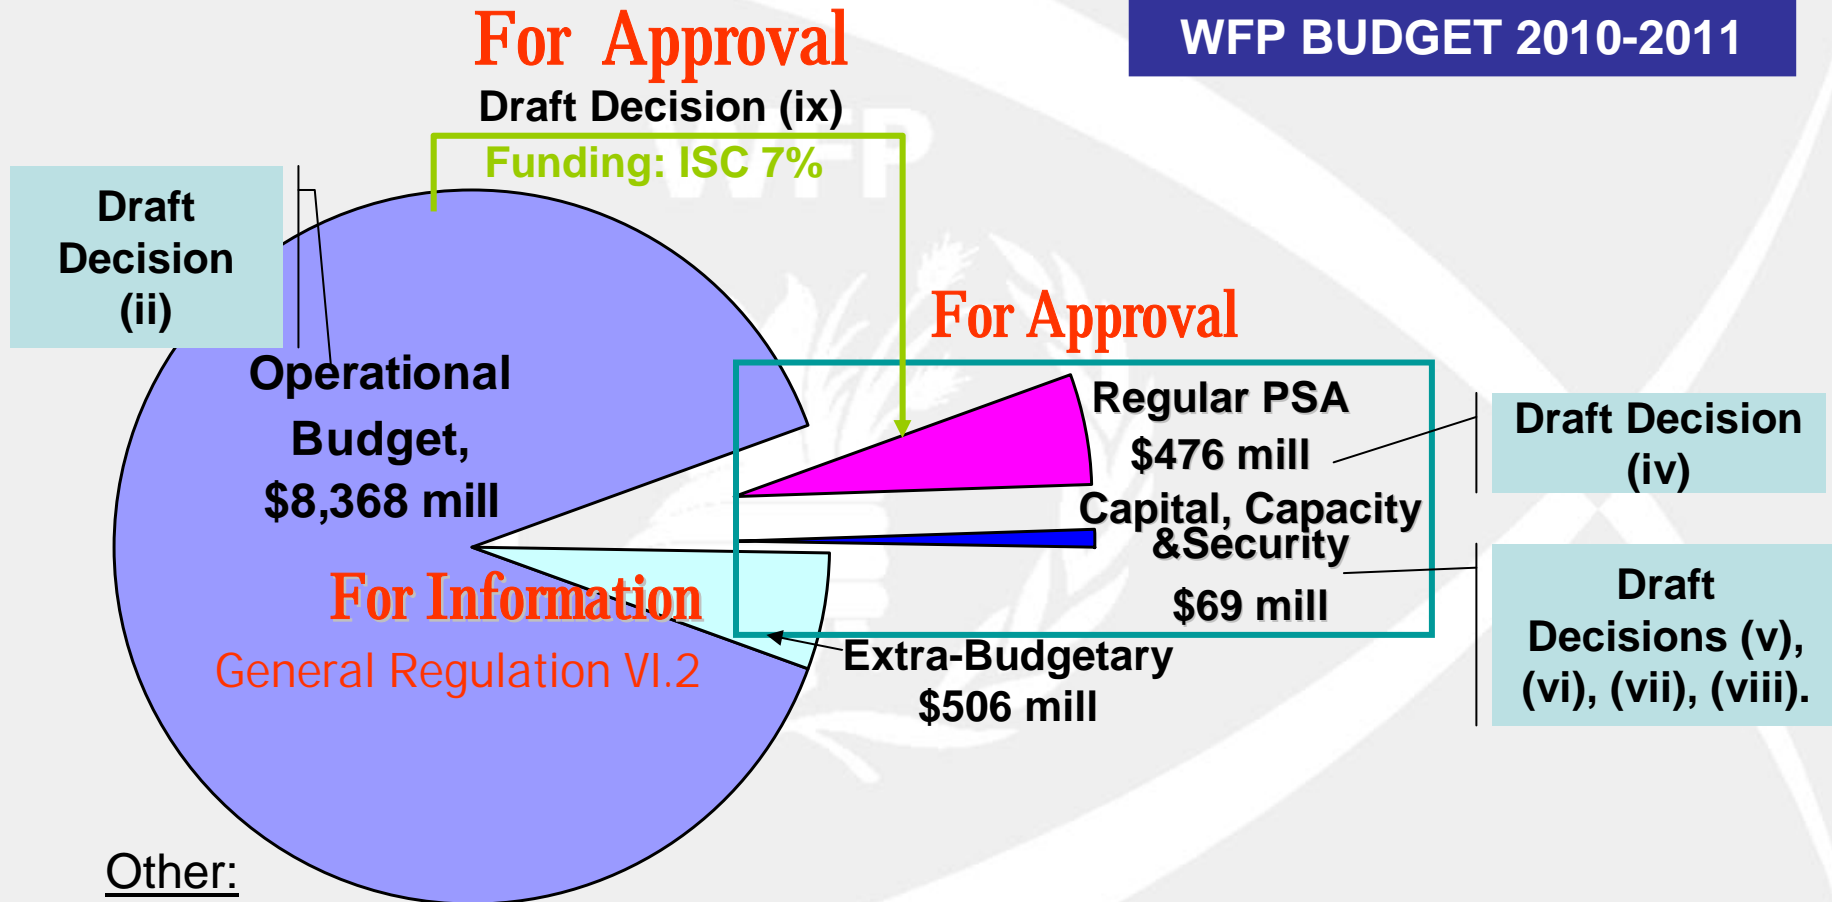 WFP BUDGET 2010-2011
For Approval
Draft Decision (ix)
Funding: ISC 7%
WFP
Draft
Decision
(ii)
Operational
Budget,
$8,368 mill
For Approval
Regular PSA
$476 mill
Draft Decision
(iv)
Capital, Capacity
&Security
$69 mill
Draft
Decisions (v),
(vi), (vii), (viii).
For Information
General Regulation VI.2
Extra-Budgetary
$506 mill
Other: